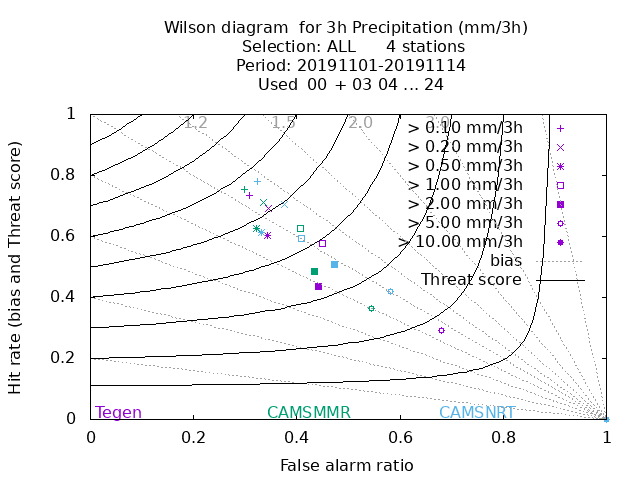 Wilson diagram  for 3h Precipitation (mm/3h)
Selection: ALL      4 stations
Period: 20191101-20191114
Used  00  + 03 04 ... 24
1.2 1.5 2.0 3.0
> 0.10 mm/3h
> 0.20 mm/3h
> 0.50 mm/3h
> 1.00 mm/3h
> 2.00 mm/3h
> 5.00 mm/3h
> 10.00 mm/3h
bias
Threat score
Hit rate (bias and Threat score)
1
0.8
0.6
0.4
0.2
0
Tegen CAMSMMR CAMSNRT
0 0.2 0.4 0.6 0.8 1
False alarm ratio